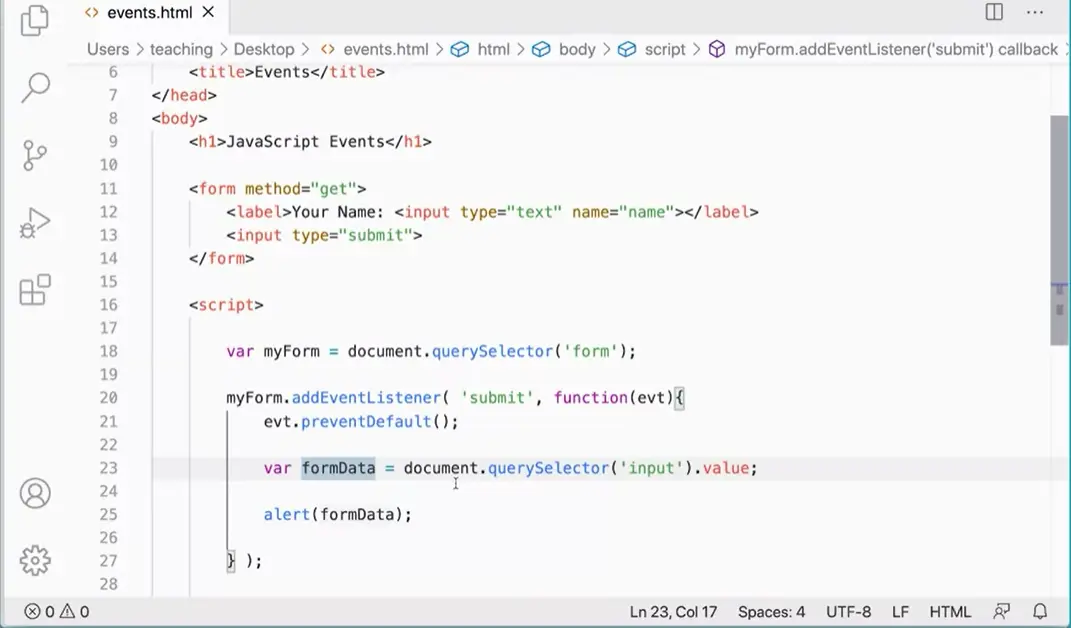 <> events.html ×
Users > teaching > Desktop > <> events.html > html > body > script > myForm.addEventListener('submit') callback >
6 <title>Events</title>
7 </head>
8 <body>
9 <h1>JavaScript Events</h1>
10
11 <form method="get">
12 <label>Your Name: <input type="text" name="name"></label>
13 <input type="submit">
14 </form>
15
16 <script>
17
18 var myForm = document.querySelector('form');
19
20 myForm.addEventListener( 'submit', function(evt){
21 evt.preventDefault();
22
23 var formData = document.querySelector('input').value;
24
25 alert(formData);
26
27 } );
28
0 0 Ln 23, Col 17 Spaces: 4 UTF-8 LF HTML